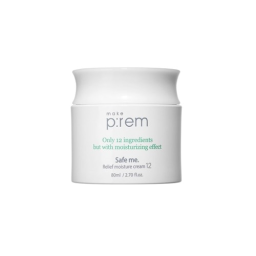 make
p:rem
Only 12 ingredients
but with moisturizing effect
Safe me.
Relief moisture cream 12
80ml / 2.70 fl.oz.